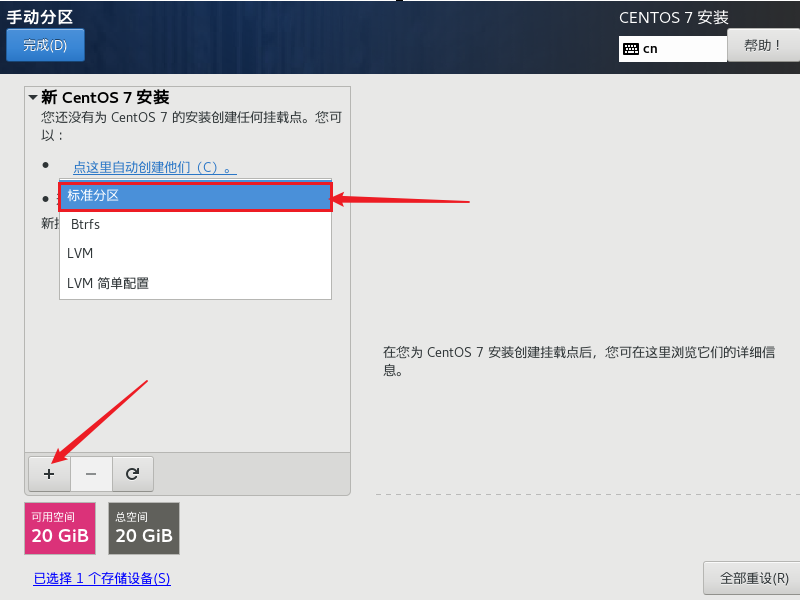 手动分区
CENTOS 7 安装
完成(D)
cn
帮助！
新 CentOS 7 安装
您还没有为 CentOS 7 的安装创建任何挂载点。您可
以：
点这里自动创建他们（C）。
标准分区
新
Btrfs
LVM
LVM 简单配置
在您为 CentOS 7 安装创建挂载点后，您可在这里浏览它们的详细信
息。
可用空间
20 GiB
总空间
20 GiB
已选择 1 个存储设备(S)
全部重设(R)